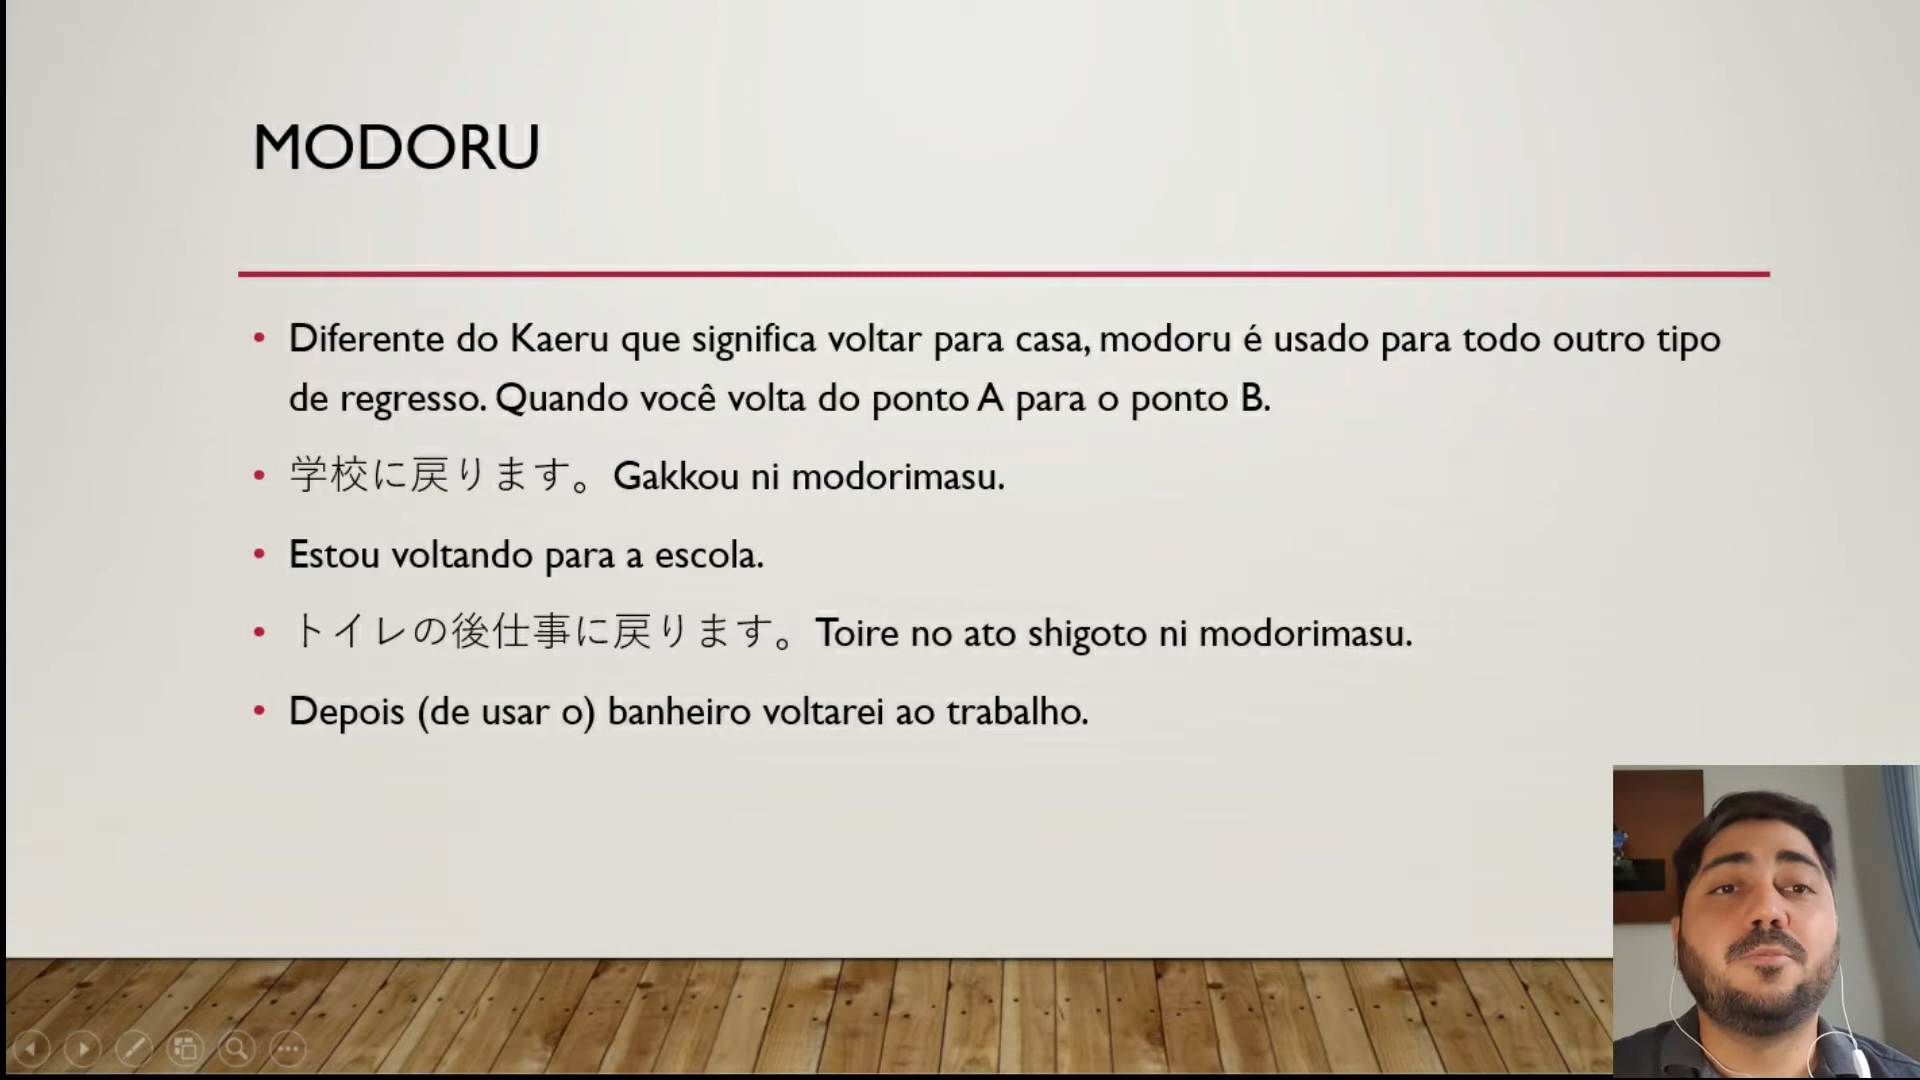 MODORU
Diferente do Kaeru que significa voltar para casa, modoru é usado para todo outro tipo
de regresso. Quando você volta do ponto A para o ponto B.
学校に戻ります。Gakkou ni modorimasu.
Estou voltando para a escola.
トイレの後仕事に戻ります。Toire no ato shigoto ni modorimasu.
Depois (de usar o) banheiro voltarei ao trabalho.